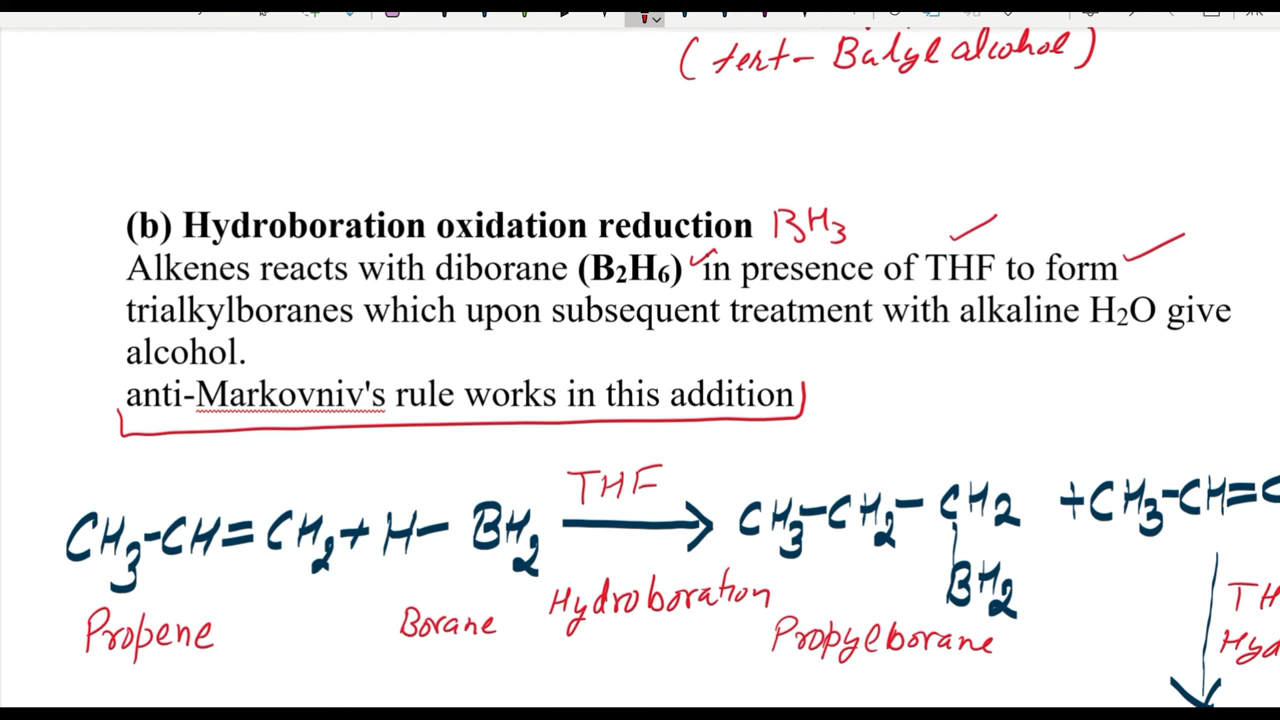 (tert- Butyl alcohol)
(b) Hydroboration oxidation reduction BH3
Alkenes reacts with diborane (B2H6) in presence of THF to form
trialkylboranes which upon subsequent treatment with alkaline H2O give
alcohol.
anti-Markovniv's rule works in this addition
THF
CH3-CH=CH2+ H- BH2 → CH3-CH2-CH2 +CH3-CH=C
Hydroboration
BH2
Propene Borane Propylborane
TH
Hyd